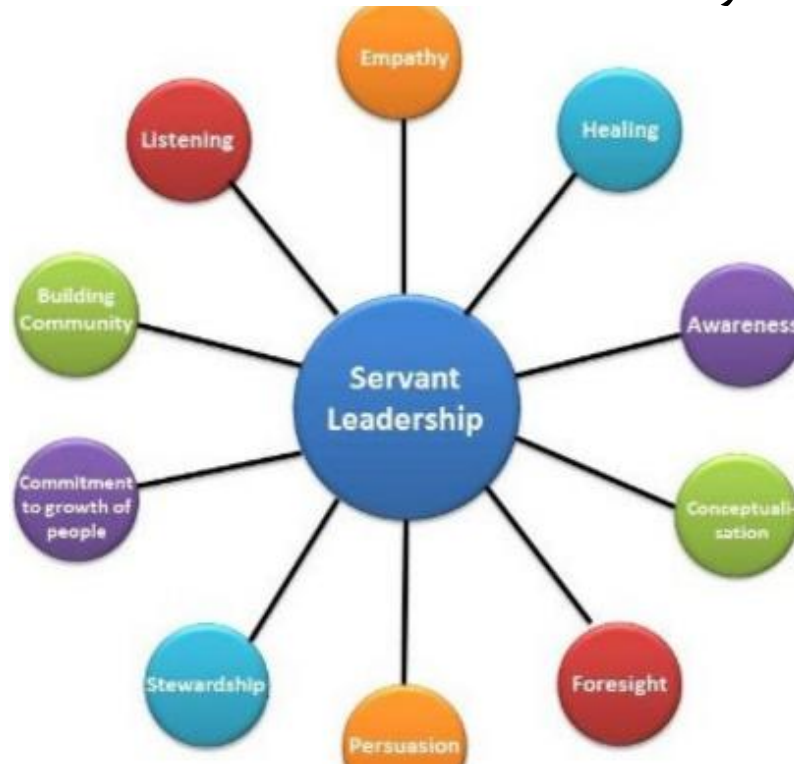 Empathy
Healing
Awareness
Conceptuali-
sation
Foresight
Persuasion
Stewardship
Commitment
to growth of
people
Building
Community
Listening
Servant
Leadership